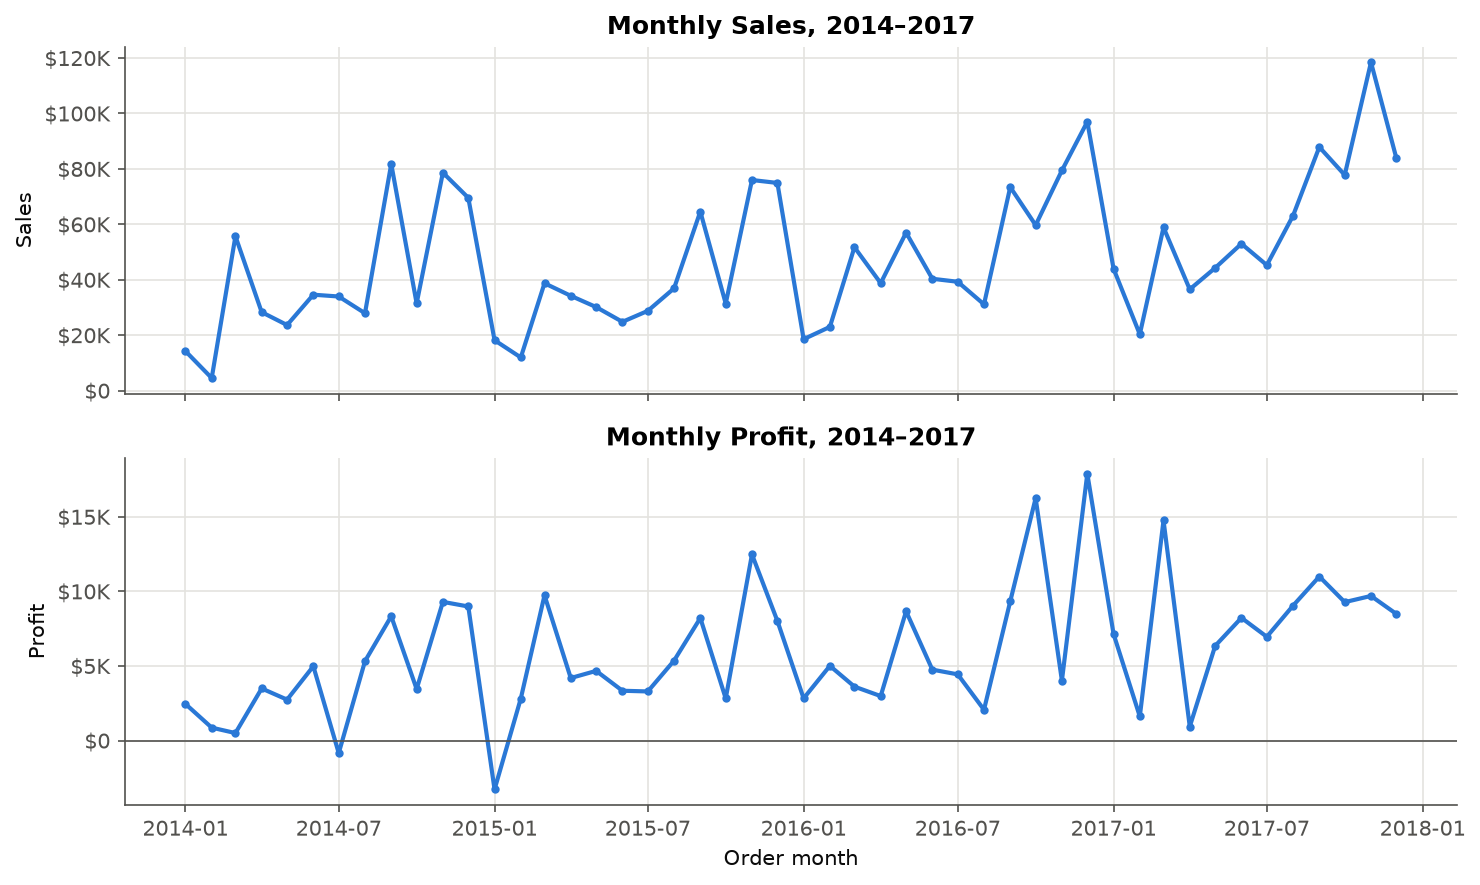 Monthly Sales, 2014–2017
$120K
$100K
$80K
$60K
$40K
$20K
$0
Sales
Monthly Profit, 2014–2017
$15K
$10K
$5K
$0
Profit
2014-01 2014-07 2015-01 2015-07 2016-01 2016-07 2017-01 2017-07 2018-01
Order month